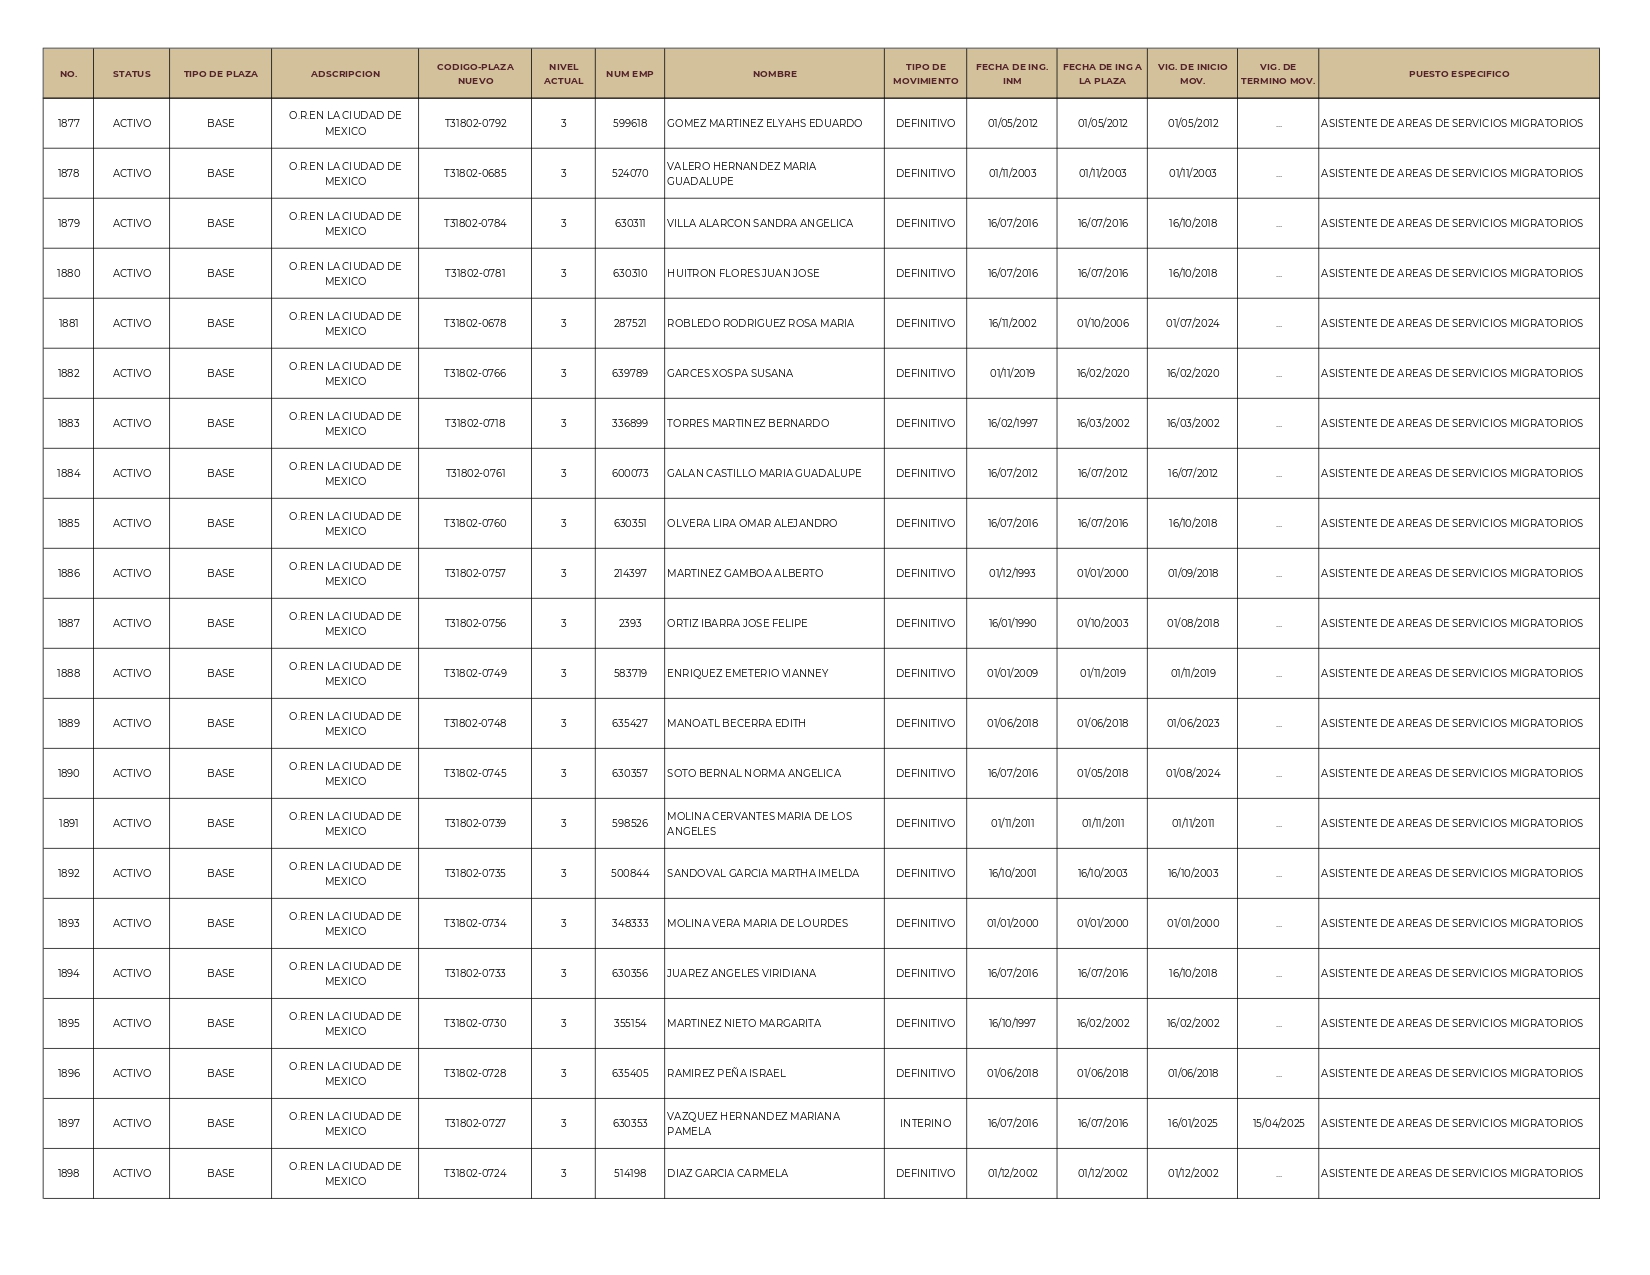 NO. STATUS TIPO DE PLAZA ADSCRIPCION CODIGO-PLAZA NUEVO NIVEL ACTUAL NUM EMP NOMBRE TIPO DE MOVIMIENTO FECHA DE ING. INM FECHA DE ING A LA PLAZA VIG. DE INICIO MOV. VIG. DE TERMINO MOV. PUESTO ESPECIFICO
1877 ACTIVO BASE O.R.EN LA CIUDAD DE MEXICO T31802-0792 3 599618 GOMEZ MARTINEZ ELYAHS EDUARDO DEFINITIVO 01/05/2012 01/05/2012 01/05/2012 ... ASISTENTE DE AREAS DE SERVICIOS MIGRATORIOS
1878 ACTIVO BASE O.R.EN LA CIUDAD DE MEXICO T31802-0685 3 524070 VALERO HERNANDEZ MARIA GUADALUPE DEFINITIVO 01/11/2003 01/11/2003 01/11/2003 ... ASISTENTE DE AREAS DE SERVICIOS MIGRATORIOS
1879 ACTIVO BASE O.R.EN LA CIUDAD DE MEXICO T31802-0784 3 630311 VILLA ALARCON SANDRA ANGELICA DEFINITIVO 16/07/2016 16/07/2016 16/10/2018 ... ASISTENTE DE AREAS DE SERVICIOS MIGRATORIOS
1880 ACTIVO BASE O.R.EN LA CIUDAD DE MEXICO T31802-0781 3 630310 HUITRON FLORES JUAN JOSE DEFINITIVO 16/07/2016 16/07/2016 16/10/2018 ... ASISTENTE DE AREAS DE SERVICIOS MIGRATORIOS
1881 ACTIVO BASE O.R.EN LA CIUDAD DE MEXICO T31802-0678 3 287521 ROBLEDO RODRIGUEZ ROSA MARIA DEFINITIVO 16/11/2002 01/10/2006 01/07/2024 ... ASISTENTE DE AREAS DE SERVICIOS MIGRATORIOS
1882 ACTIVO BASE O.R.EN LA CIUDAD DE MEXICO T31802-0766 3 639789 GARCES XOSPA SUSANA DEFINITIVO 01/11/2019 16/02/2020 16/02/2020 ... ASISTENTE DE AREAS DE SERVICIOS MIGRATORIOS
1883 ACTIVO BASE O.R.EN LA CIUDAD DE MEXICO T31802-0718 3 336899 TORRES MARTINEZ BERNARDO DEFINITIVO 16/02/1997 16/03/2002 16/03/2002 ... ASISTENTE DE AREAS DE SERVICIOS MIGRATORIOS
1884 ACTIVO BASE O.R.EN LA CIUDAD DE MEXICO T31802-0761 3 600073 GALAN CASTILLO MARIA GUADALUPE DEFINITIVO 16/07/2012 16/07/2012 16/07/2012 ... ASISTENTE DE AREAS DE SERVICIOS MIGRATORIOS
1885 ACTIVO BASE O.R.EN LA CIUDAD DE MEXICO T31802-0760 3 630351 OLVERA LIRA OMAR ALEJANDRO DEFINITIVO 16/07/2016 16/07/2016 16/10/2018 ... ASISTENTE DE AREAS DE SERVICIOS MIGRATORIOS
1886 ACTIVO BASE O.R.EN LA CIUDAD DE MEXICO T31802-0757 3 214397 MARTINEZ GAMBOA ALBERTO DEFINITIVO 01/12/1993 01/01/2000 01/09/2018 ... ASISTENTE DE AREAS DE SERVICIOS MIGRATORIOS
1887 ACTIVO BASE O.R.EN LA CIUDAD DE MEXICO T31802-0756 3 2393 ORTIZ IBARRA JOSE FELIPE DEFINITIVO 16/01/1990 01/10/2003 01/08/2018 ... ASISTENTE DE AREAS DE SERVICIOS MIGRATORIOS
1888 ACTIVO BASE O.R.EN LA CIUDAD DE MEXICO T31802-0749 3 583719 ENRIQUEZ EMETERIO VIANNEY DEFINITIVO 01/01/2009 01/11/2019 01/11/2019 ... ASISTENTE DE AREAS DE SERVICIOS MIGRATORIOS
1889 ACTIVO BASE O.R.EN LA CIUDAD DE MEXICO T31802-0748 3 635427 MANOATL BECERRA EDITH DEFINITIVO 01/06/2018 01/06/2018 01/06/2023 ... ASISTENTE DE AREAS DE SERVICIOS MIGRATORIOS
1890 ACTIVO BASE O.R.EN LA CIUDAD DE MEXICO T31802-0745 3 630357 SOTO BERNAL NORMA ANGELICA DEFINITIVO 16/07/2016 01/05/2018 01/08/2024 ... ASISTENTE DE AREAS DE SERVICIOS MIGRATORIOS
1891 ACTIVO BASE O.R.EN LA CIUDAD DE MEXICO T31802-0739 3 598526 MOLINA CERVANTES MARIA DE LOS ANGELES DEFINITIVO 01/11/2011 01/11/2011 01/11/2011 ... ASISTENTE DE AREAS DE SERVICIOS MIGRATORIOS
1892 ACTIVO BASE O.R.EN LA CIUDAD DE MEXICO T31802-0735 3 500844 SANDOVAL GARCIA MARTHA IMELDA DEFINITIVO 16/10/2001 16/10/2003 16/10/2003 ... ASISTENTE DE AREAS DE SERVICIOS MIGRATORIOS
1893 ACTIVO BASE O.R.EN LA CIUDAD DE MEXICO T31802-0734 3 348333 MOLINA VERA MARIA DE LOURDES DEFINITIVO 01/01/2000 01/01/2000 01/01/2000 ... ASISTENTE DE AREAS DE SERVICIOS MIGRATORIOS
1894 ACTIVO BASE O.R.EN LA CIUDAD DE MEXICO T31802-0733 3 630356 JUAREZ ANGELES VIRIDIANA DEFINITIVO 16/07/2016 16/07/2016 16/10/2018 ... ASISTENTE DE AREAS DE SERVICIOS MIGRATORIOS
1895 ACTIVO BASE O.R.EN LA CIUDAD DE MEXICO T31802-0730 3 355154 MARTINEZ NIETO MARGARITA DEFINITIVO 16/10/1997 16/02/2002 16/02/2002 ... ASISTENTE DE AREAS DE SERVICIOS MIGRATORIOS
1896 ACTIVO BASE O.R.EN LA CIUDAD DE MEXICO T31802-0728 3 635405 RAMIREZ PEÑA ISRAEL DEFINITIVO 01/06/2018 01/06/2018 01/06/2018 ... ASISTENTE DE AREAS DE SERVICIOS MIGRATORIOS
1897 ACTIVO BASE O.R.EN LA CIUDAD DE MEXICO T31802-0727 3 630353 VAZQUEZ HERNANDEZ MARIANA PAMELA INTERINO 16/07/2016 16/07/2016 16/01/2025 15/04/2025 ASISTENTE DE AREAS DE SERVICIOS MIGRATORIOS
1898 ACTIVO BASE O.R.EN LA CIUDAD DE MEXICO T31802-0724 3 514198 DIAZ GARCIA CARMELA DEFINITIVO 01/12/2002 01/12/2002 01/12/2002 ... ASISTENTE DE AREAS DE SERVICIOS MIGRATORIOS